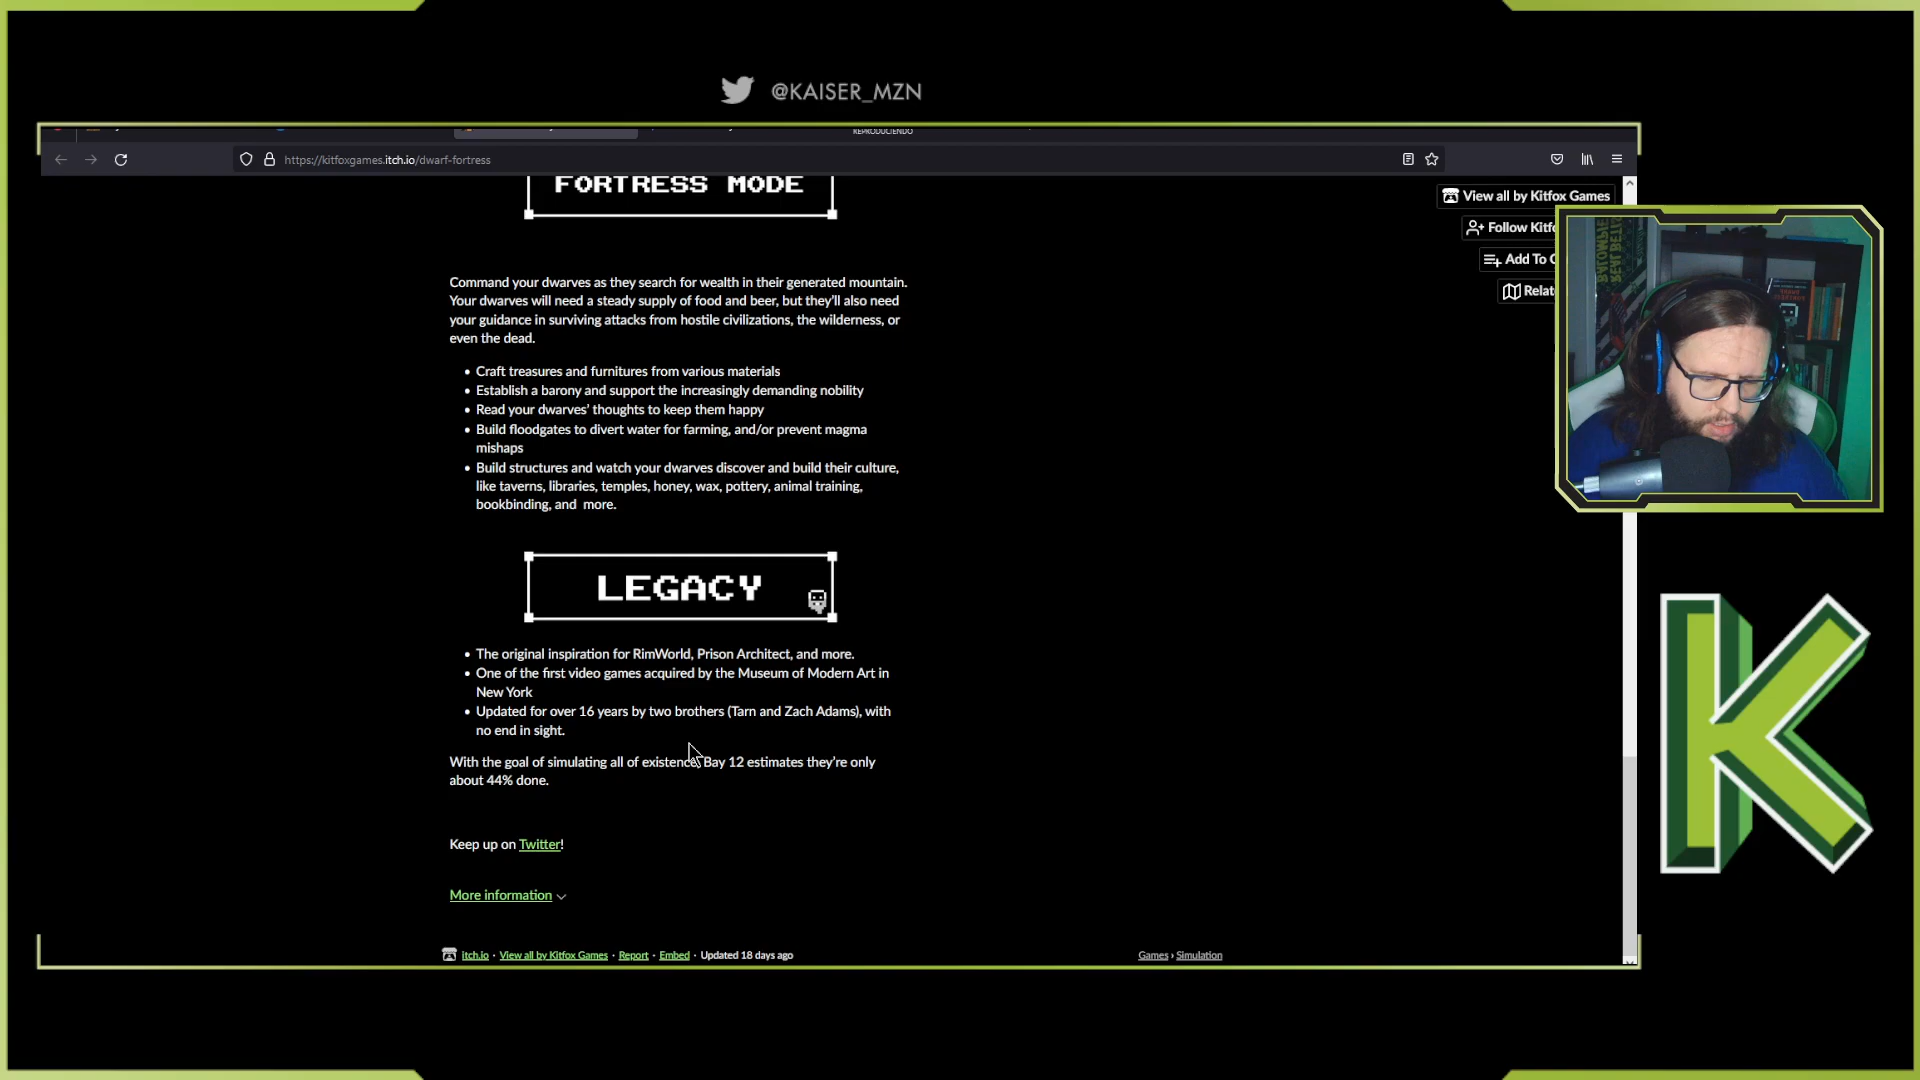 @KAISER_MZN
REPRODUCIENDO
https://kitfoxgames.itch.io/dwarf-fortress
FORTRESS MODE
View all by Kitfox Games
Follow
Add To
Command your dwarves as they search for wealth in their generated mountain.
Your dwarves will need a steady supply of food and beer, but they'll also need
your guidance in surviving attacks from hostile civilizations, the wilderness, or
even the dead.
• Craft treasures and furnitures from various materials
• Establish a barony and support the increasingly demanding nobility
• Read your dwarves' thoughts to keep them happy
• Build floodgates to divert water for farming, and/or prevent magma
mishaps
• Build structures and watch your dwarves discover and build their culture,
like taverns, libraries, temples, honey, wax, pottery, animal training,
bookbinding, and more.
LEGACY
• The original inspiration for RimWorld, Prison Architect, and more.
• One of the first video games acquired by the Museum of Modern Art in
New York
• Updated for over 16 years by two brothers (Tarn and Zach Adams), with
no end in sight.
With the goal of simulating all of existence, Bay 12 estimates they're only
about 44% done.
Keep up on Twitter!
More information
itch.io · View all by Kitfox Games · Report · Embed · Updated 18 days ago
Games › Simulation
REAL BETIS
BALOMPIE
K